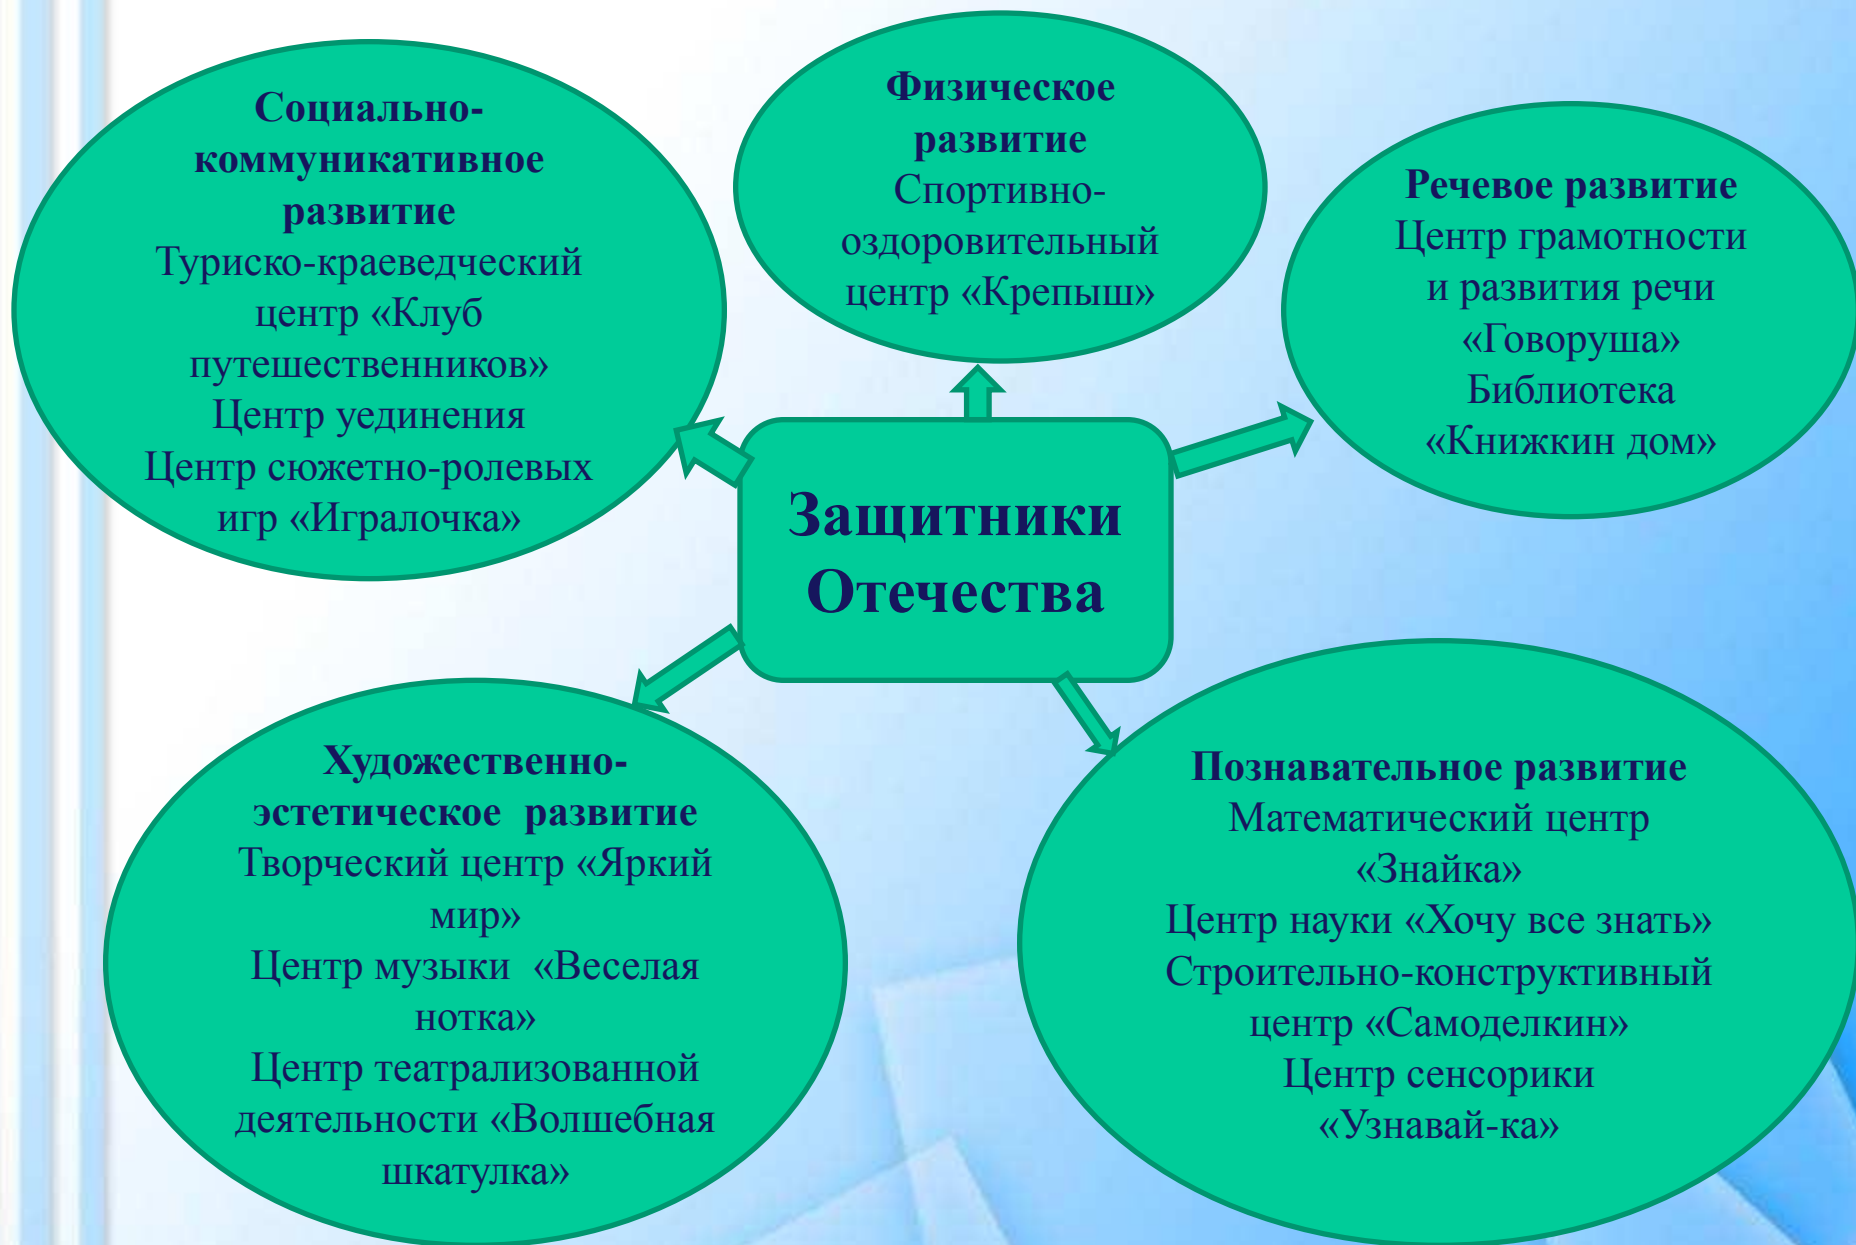 Социально-
коммуникативное
развитие
Туриско-краеведческий
центр «Клуб
путешественников»
Центр уединения
Центр сюжетно-ролевых
игр «Игралочка»
Физическое
развитие
Спортивно-
оздоровительный
центр «Крепыш»
Речевое развитие
Центр грамотности
и развития речи
«Говоруша»
Библиотека
«Книжкин дом»
Защитники
Отечества
Художественно-
эстетическое  развитие
Творческий центр «Яркий
мир»
Центр музыки  «Веселая
нотка»
Центр театрализованной
деятельности «Волшебная
шкатулка»
Познавательное развитие
Математический центр
«Знайка»
Центр науки «Хочу все знать»
Строительно-конструктивный
центр «Самоделкин»
Центр сенсорики
«Узнавай-ка»